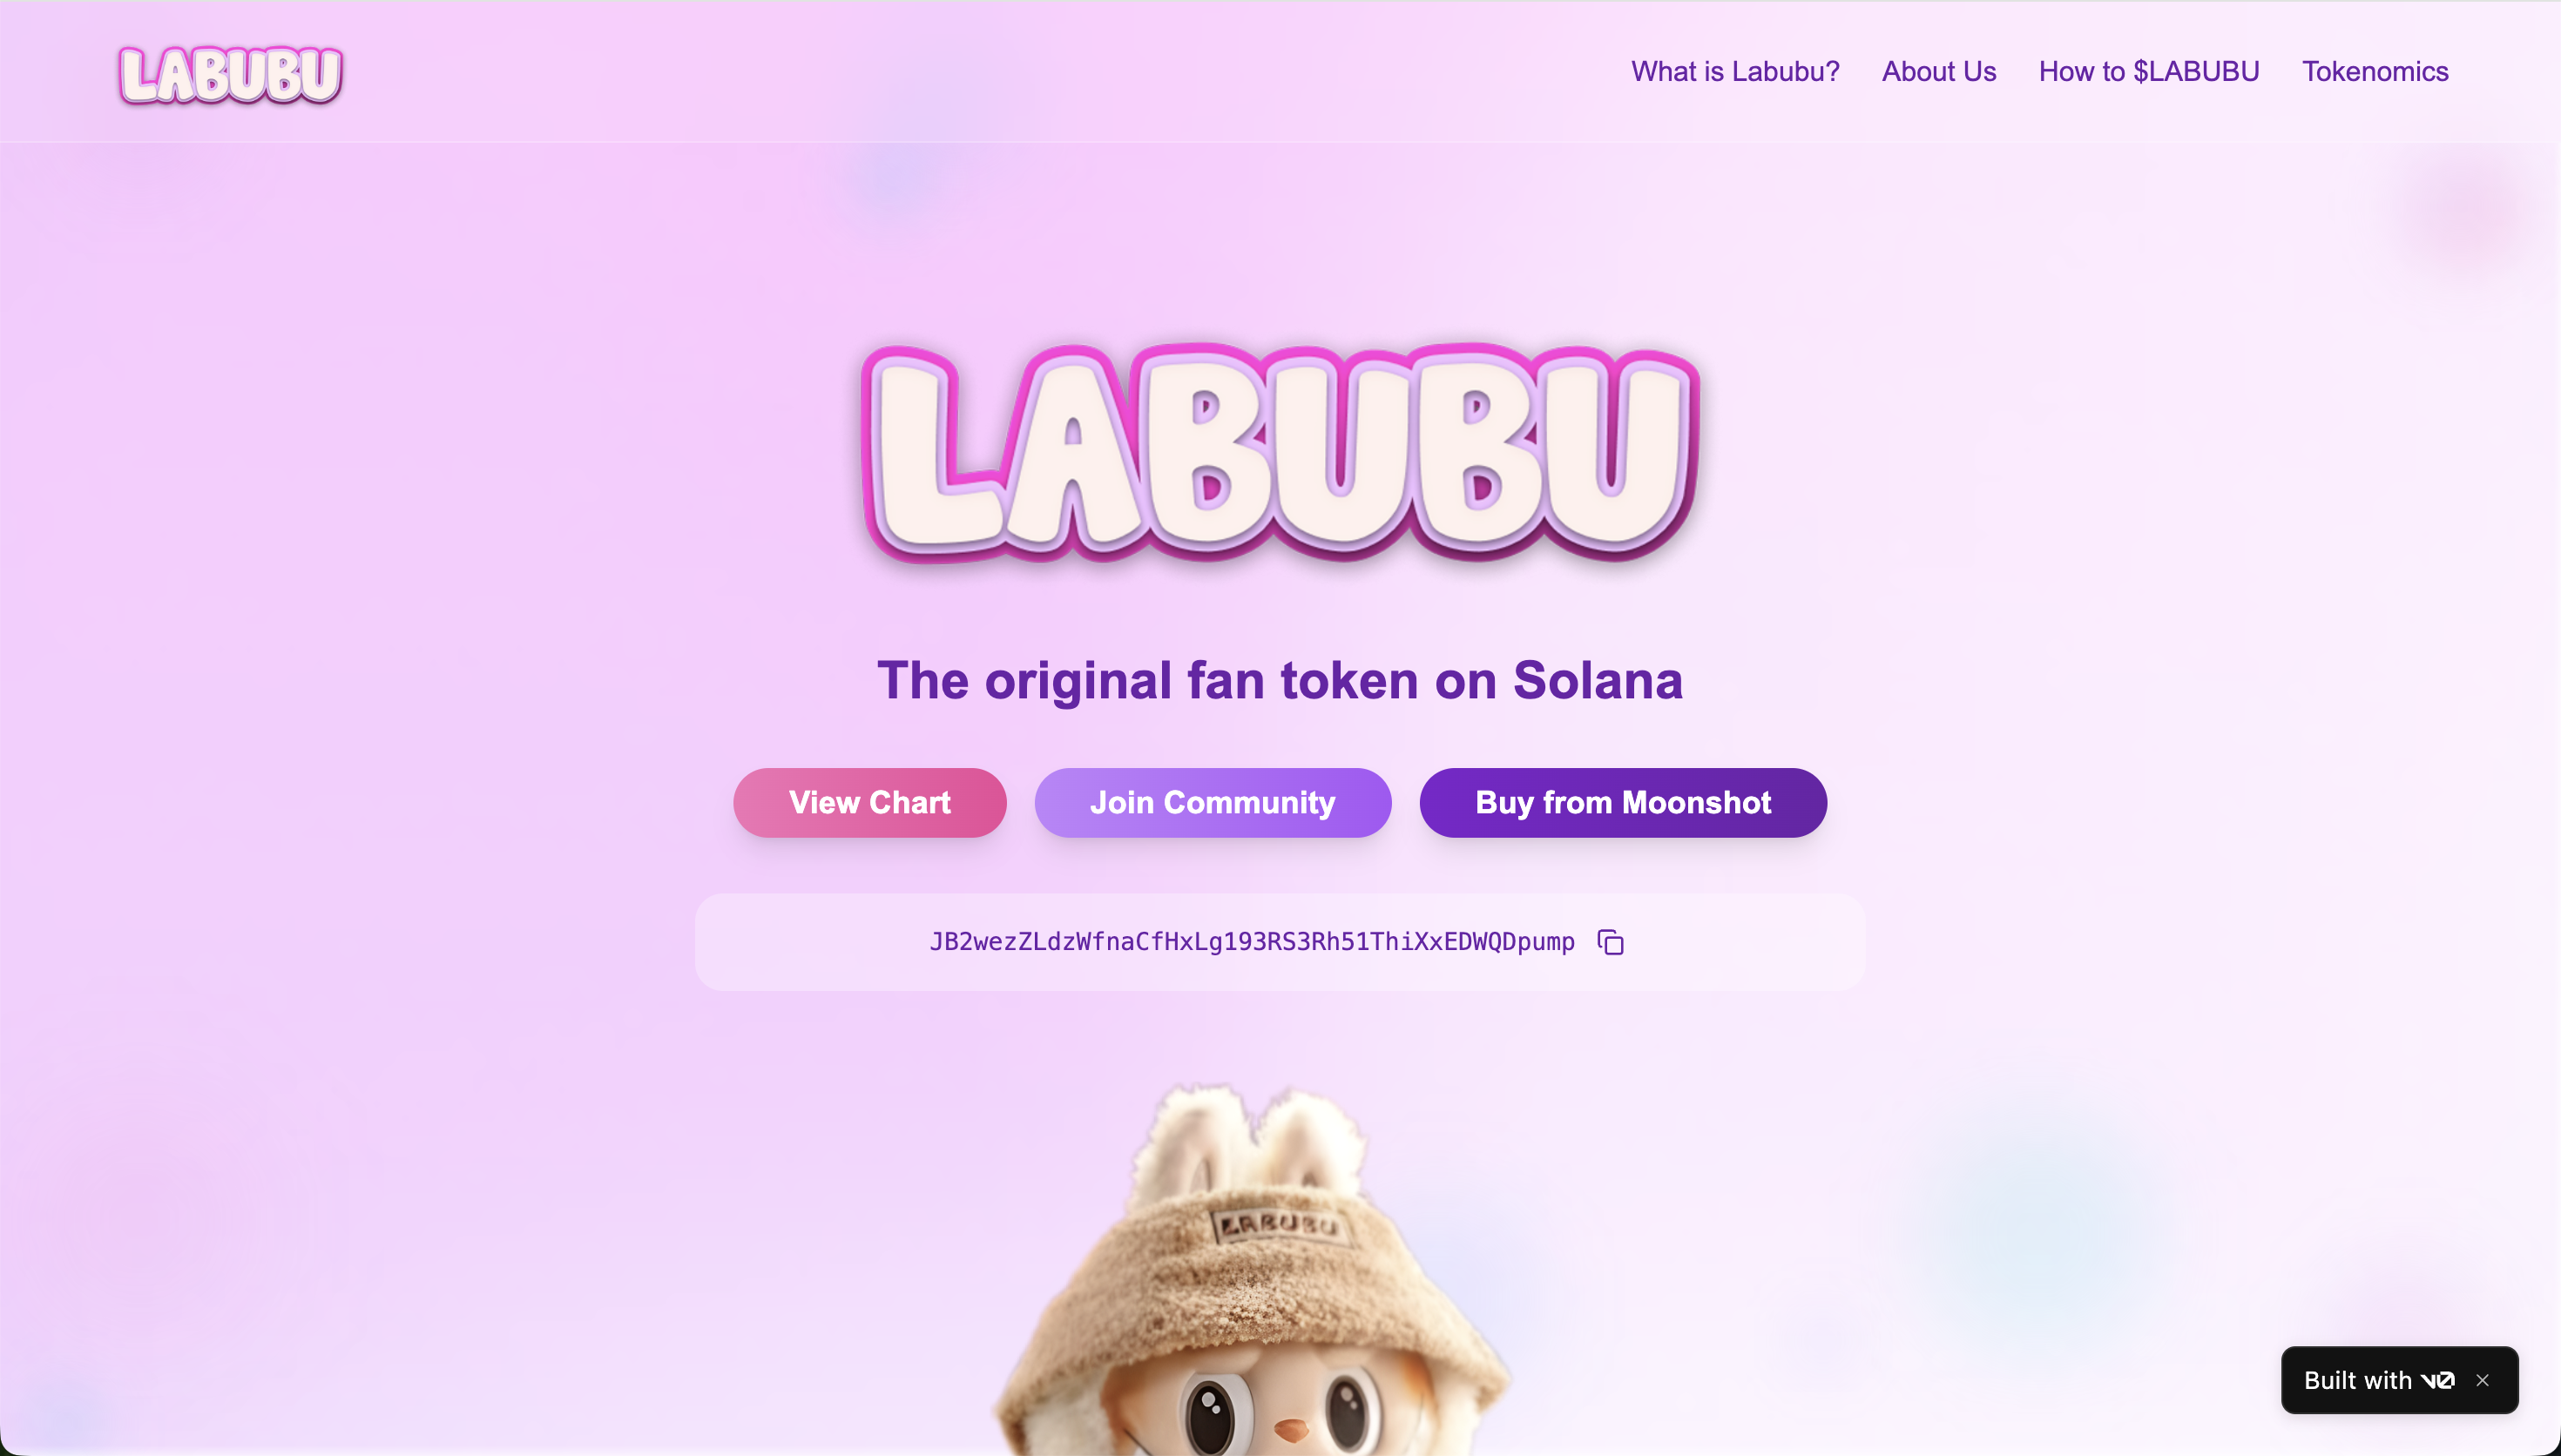 LABUBU
What is Labubu? About Us How to $LABUBU Tokenomics
LABUBU
The original fan token on Solana
View Chart Join Community Buy from Moonshot
JB2wezZLdzWfnaCfHxLg193RS3Rh51ThiXxEDWQDpump
LABUBU
Built with v0